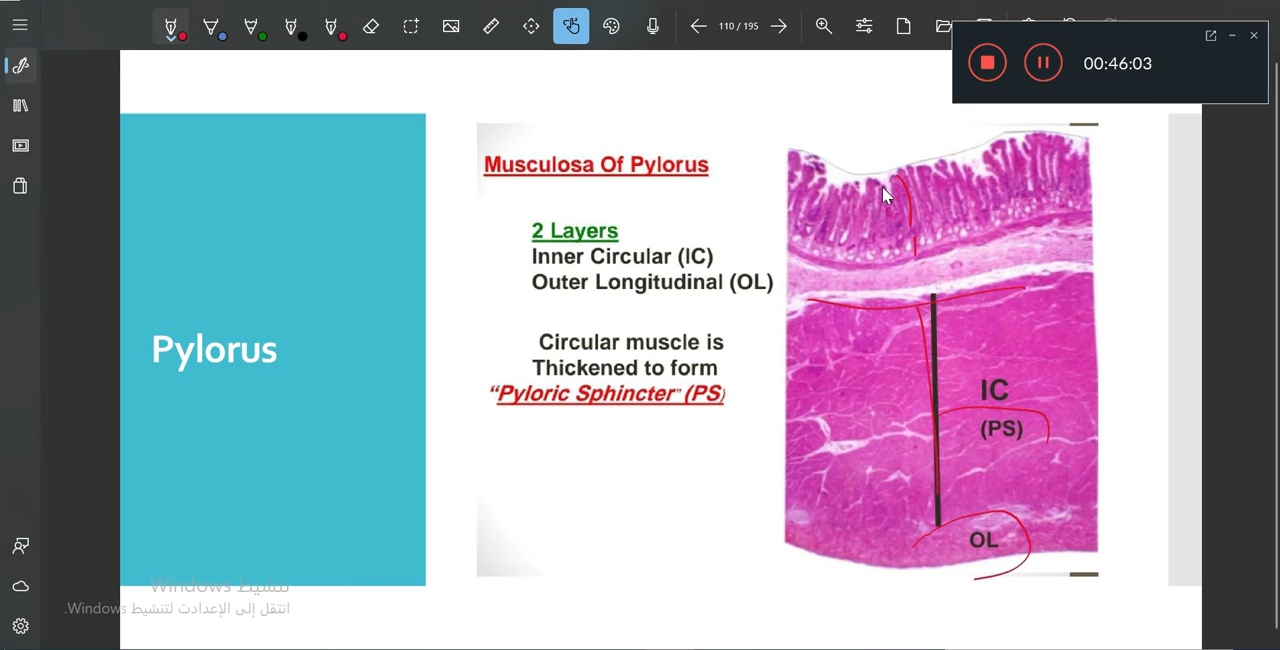 110 / 195
00:46:03
Musculosa Of Pylorus
2 Layers
Inner Circular (IC)
Outer Longitudinal (OL)
Circular muscle is
Thickened to form
“Pyloric Sphincter” (PS)
Pylorus
IC
(PS)
OL
تنشيط Windows
انتقل إلى الإعدادت لتنشيط Windows.